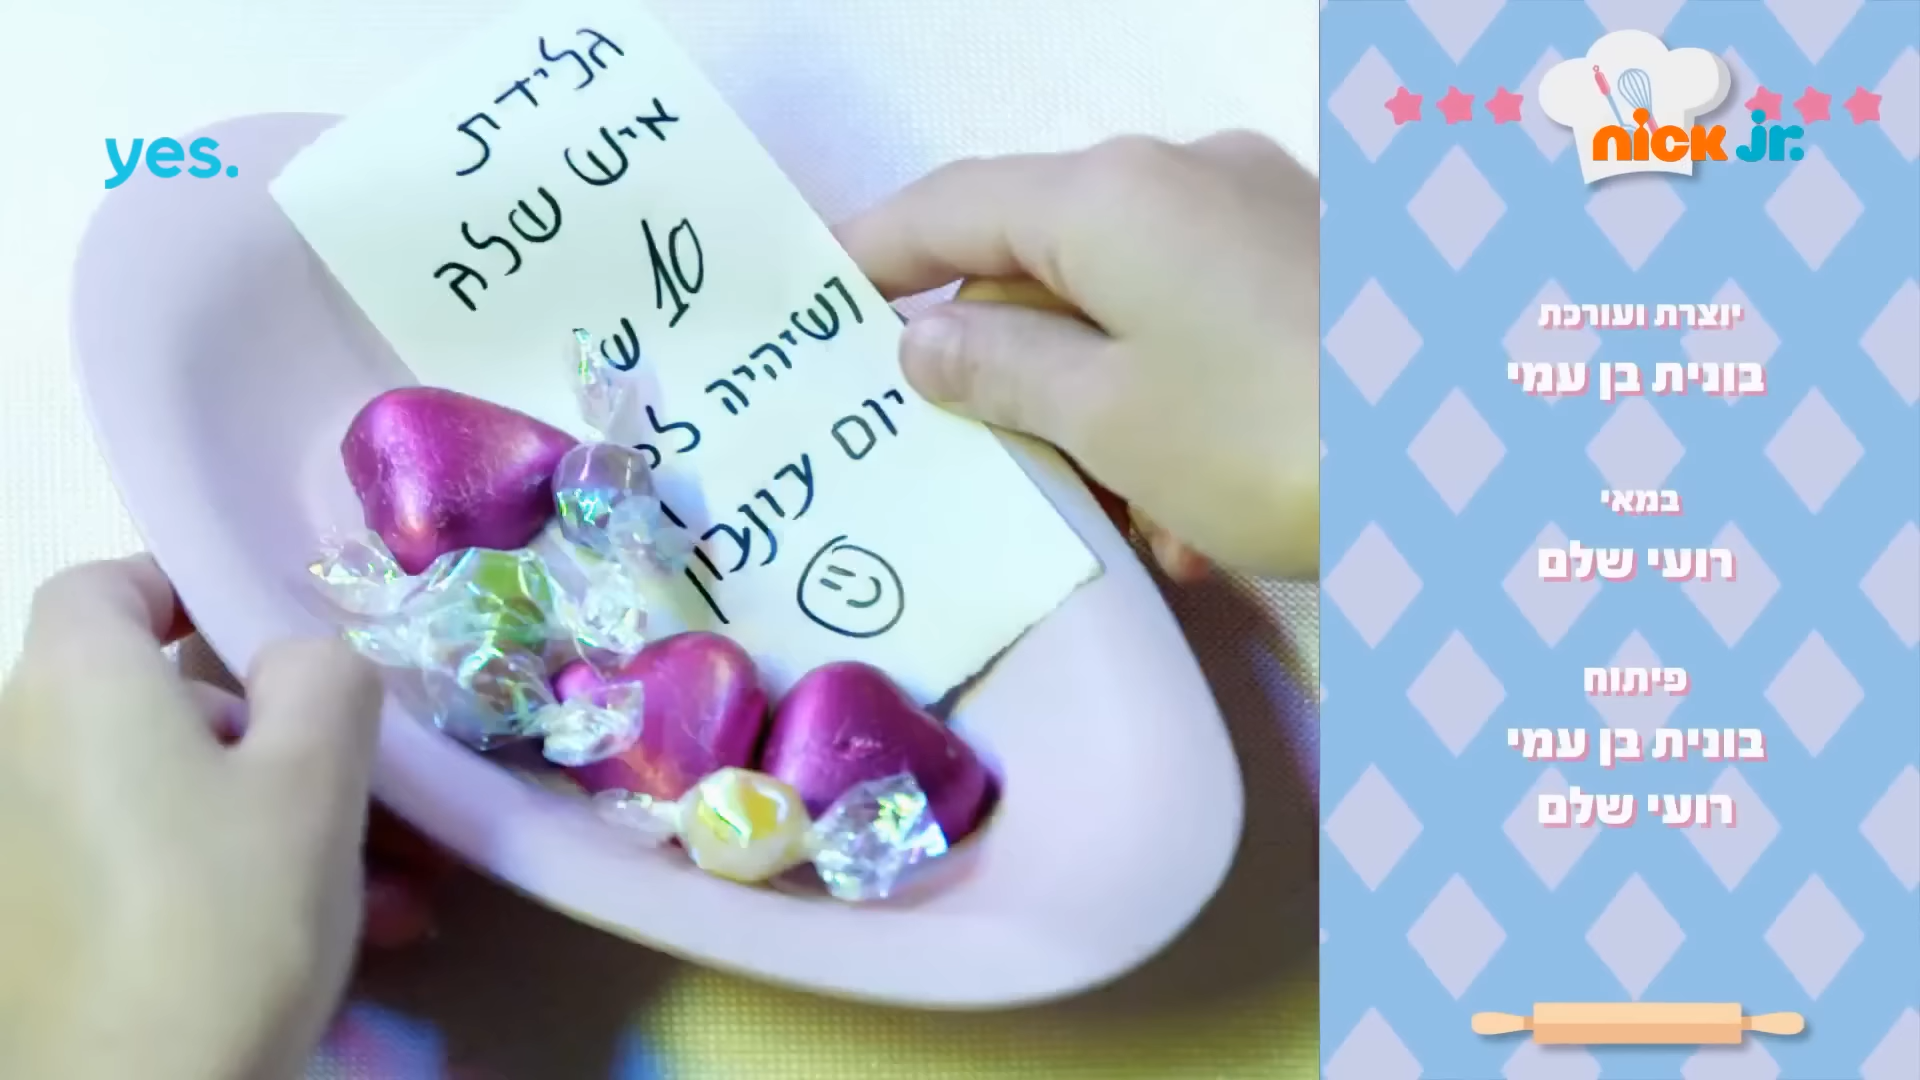 yes.
גלידת
איש שלג
10 ש
ושיהיה לכ
יום
nick jr.
יוצרת ועורכת
בונית בן עמי
במאי
רועי שלם
פיתוח
בונית בן עמי
רועי שלם